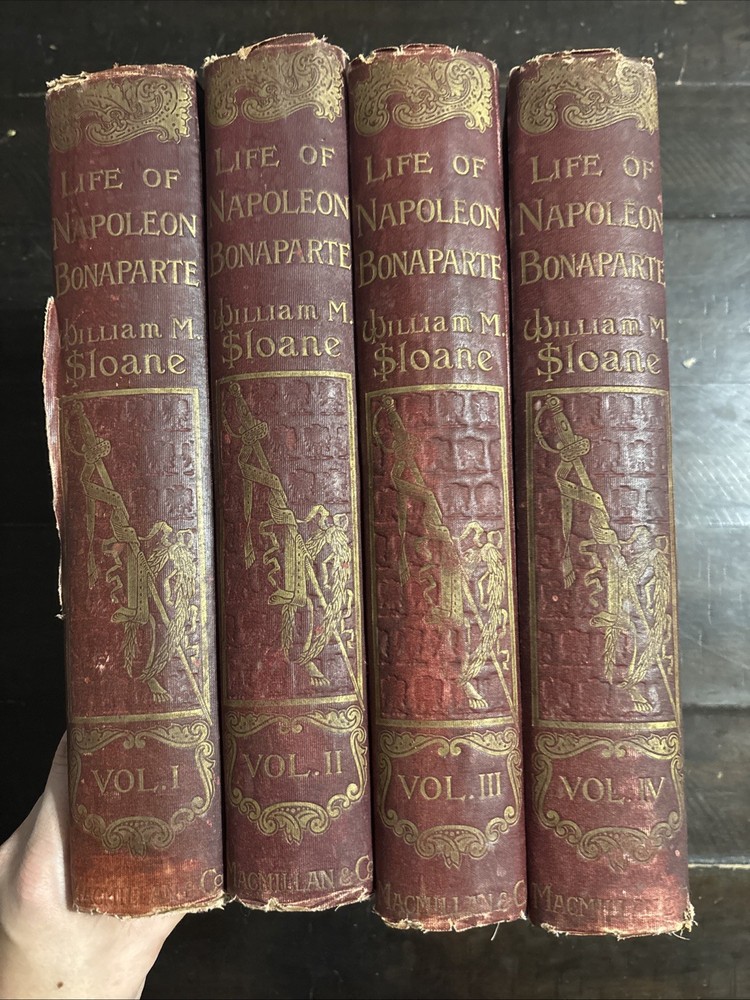 LIFE OF
NAPOLEON
BONAPARTE
William M.
Sloane
VOL. I
MACMILLAN & Co
LIFE OF
NAPOLEON
BONAPARTE
William M.
Sloane
VOL. II
MACMILLAN & Co
LIFE OF
NAPOLEON
BONAPARTE
William M.
Sloane
VOL. III
MACMILLAN & C
LIFE OF
NAPOLEON
BONAPARTE
William M.
Sloane
VOL. IV
MACMILLAN &